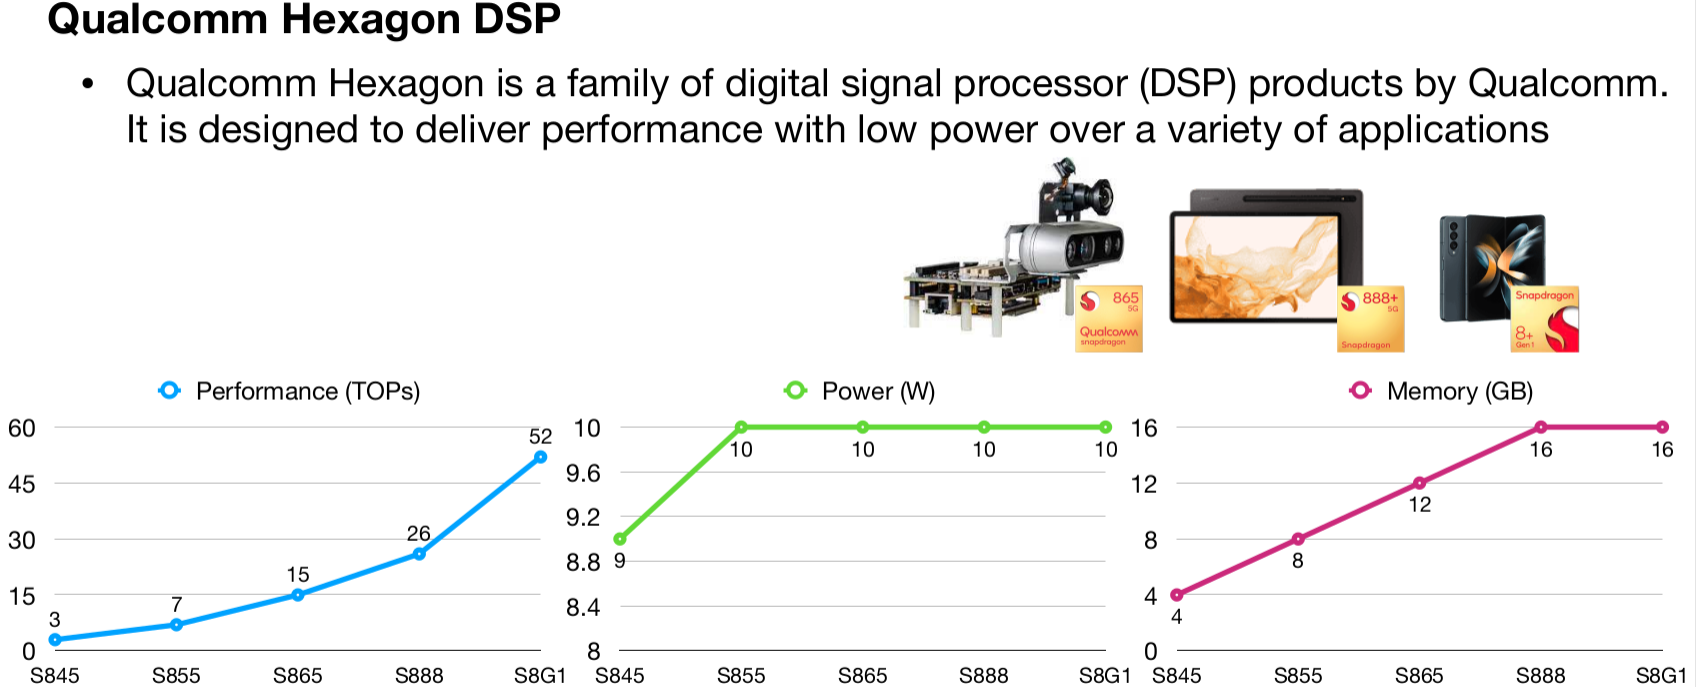 Qualcomm Hexagon DSP
• Qualcomm Hexagon is a family of digital signal processor (DSP) products by Qualcomm.
It is designed to deliver performance with low power over a variety of applications
865
5G
Qualcomm
snapdragon
888+
5G
Snapdragon
Snapdragon
8+
Gen 1
Performance (TOPs)
60
45
30
15
0
3
7
15
26
52
S845 S855 S865 S888 S8G1
Power (W)
10
9.6
9.2
8.8
8.4
8
9
10
10
10
10
S845 S855 S865 S888 S8G1
Memory (GB)
16
12
8
4
0
4
8
12
16
16
S845 S855 S865 S888 S8G1